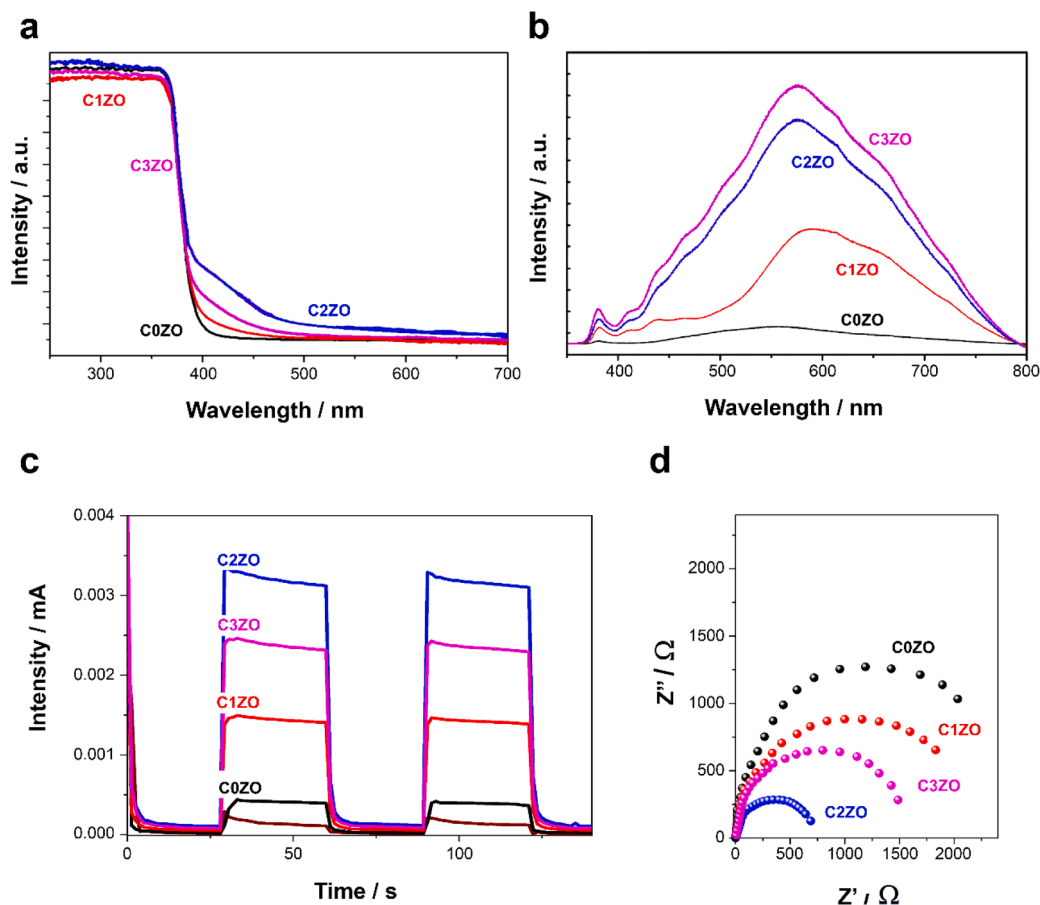 a
Intensity / a.u.
C1ZO
C3ZO
C2ZO
C0ZO
300
400
500
600
700
Wavelength / nm
b
Intensity / a.u.
C3ZO
C2ZO
C1ZO
C0ZO
400
500
600
700
800
Wavelength / nm
c
Intensity / mA
0.004
0.003
0.002
0.001
0.000
C2ZO
C3ZO
C1ZO
C0ZO
0
50
100
Time / s
d
Z'' / Ω
2000
1500
1000
500
0
C0ZO
C1ZO
C3ZO
C2ZO
0
500
1000
1500
2000
Z' / Ω